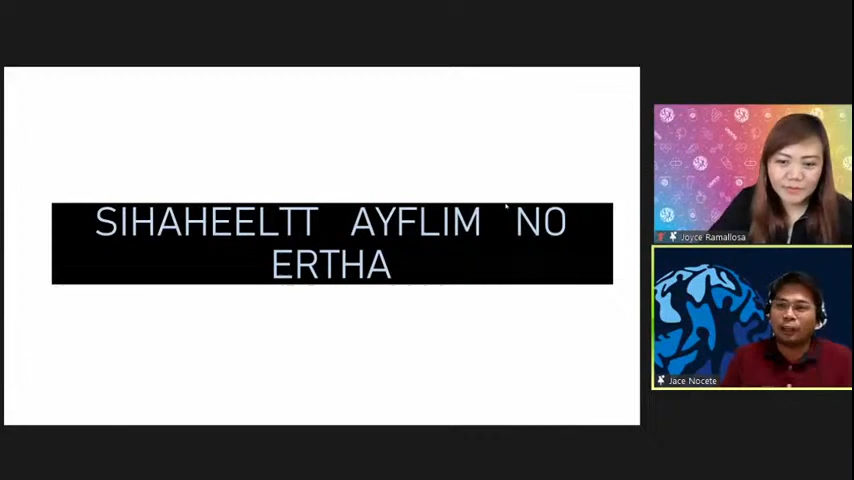 SIHAHEELTT AYFLIM `NO
ERTHA
Joyce Ramallosa
Jace Nocete